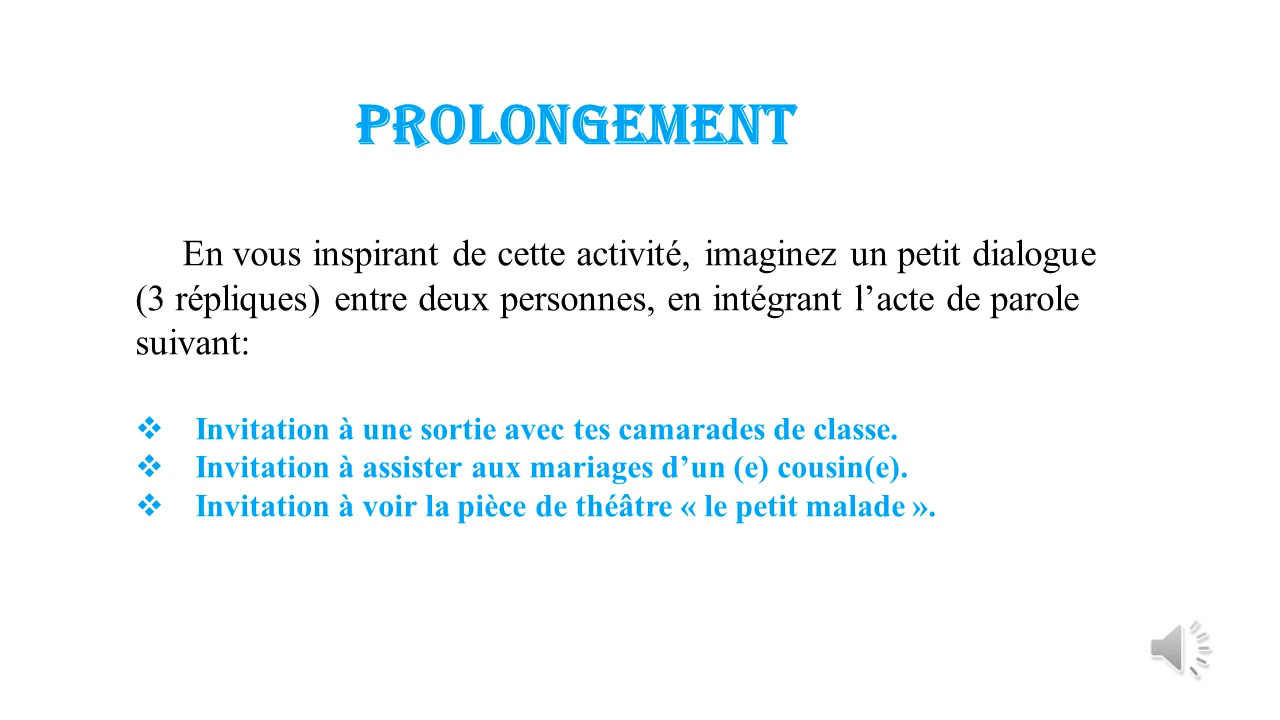 PROLONGEMENT
En vous inspirant de cette activité, imaginez un petit dialogue
(3 répliques) entre deux personnes, en intégrant l’acte de parole
suivant:
❖ Invitation à une sortie avec tes camarades de classe.
❖ Invitation à assister aux mariages d’un (e) cousin(e).
❖ Invitation à voir la pièce de théâtre « le petit malade ».